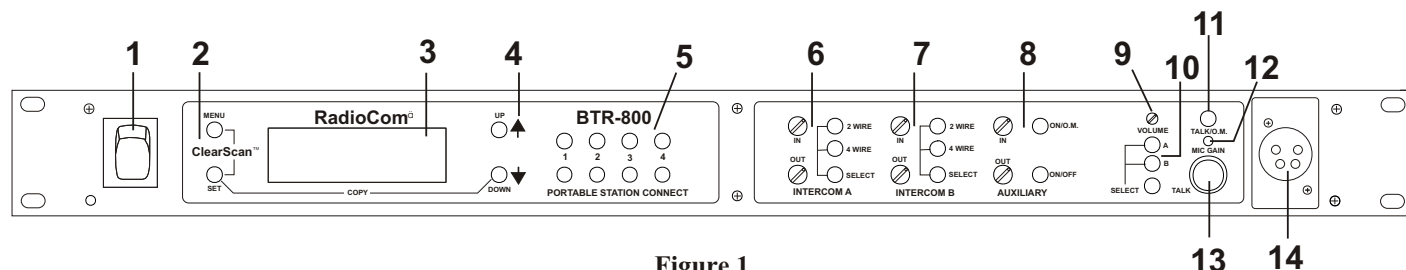 1
2
3
4
5
6
7
8
9
10
11
12
MENU
ClearScan™
SET
RadioCom
COPY
UP
DOWN
BTR-800
1 2 3 4
PORTABLE STATION CONNECT
IN
OUT
2 WIRE
4 WIRE
SELECT
INTERCOM A
IN
OUT
2 WIRE
4 WIRE
SELECT
INTERCOM B
IN
OUT
ON/O.M.
ON/OFF
AUXILIARY
VOLUME
A
B
SELECT
TALK/O.M.
MIC GAIN
TALK
13
14
Figure 1